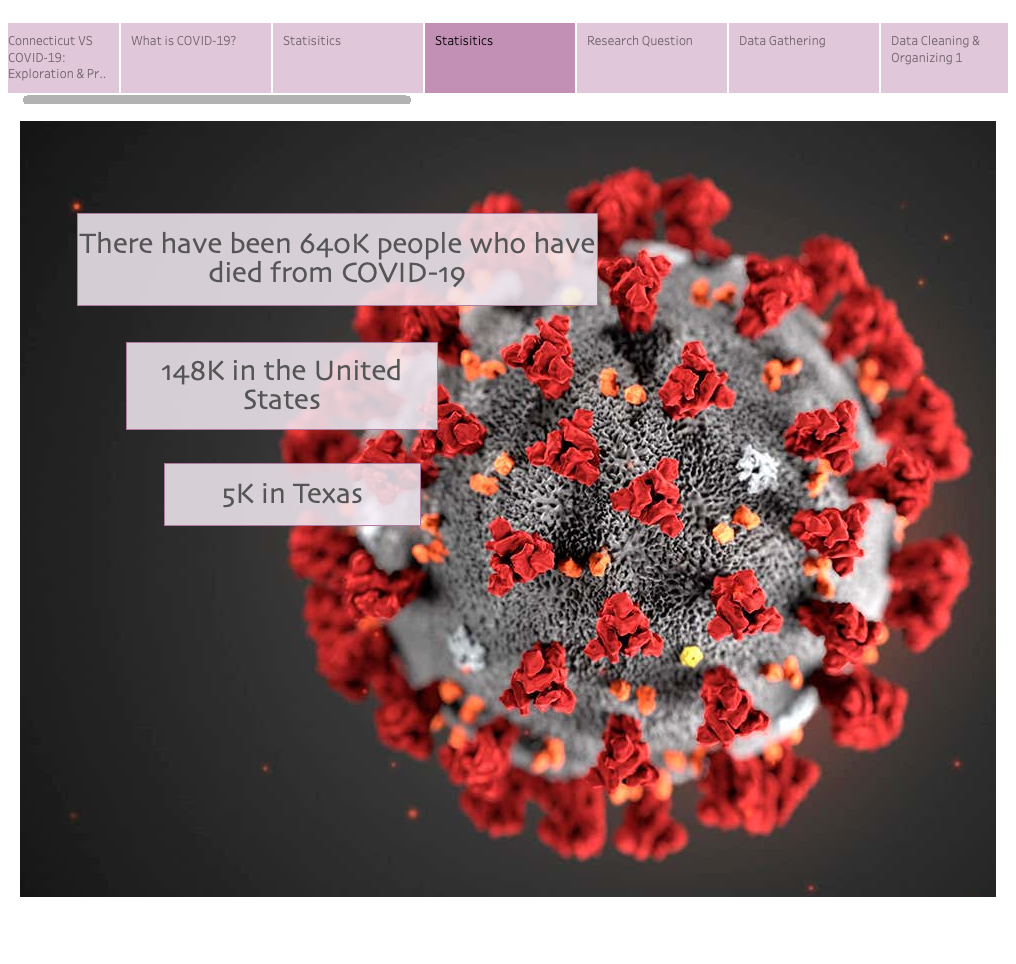 Connecticut VS
COVID-19:
Exploration & Pr..
What is COVID-19?
Statisitics
Statisitics
Research Question
Data Gathering
Data Cleaning &
Organizing 1
There have been 640K people who have
died from COVID-19
148K in the United
States
5K in Texas